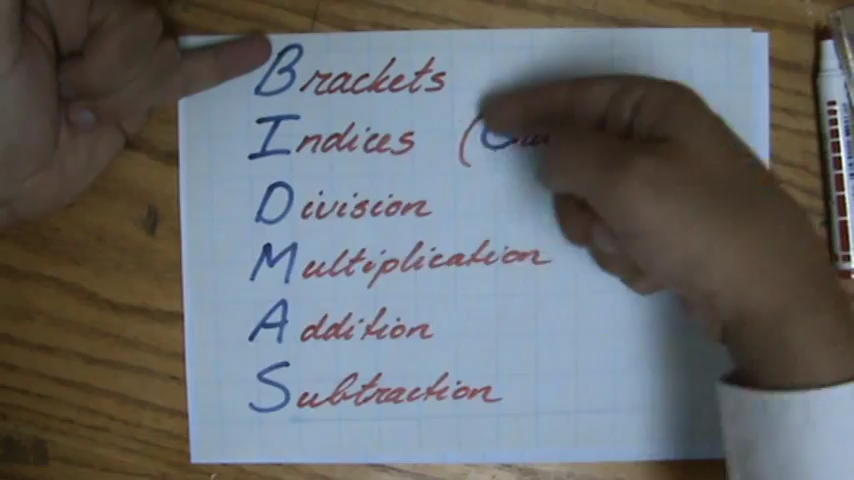 Brackets
Indices (
Division
Multiplication
Addition
Subtraction